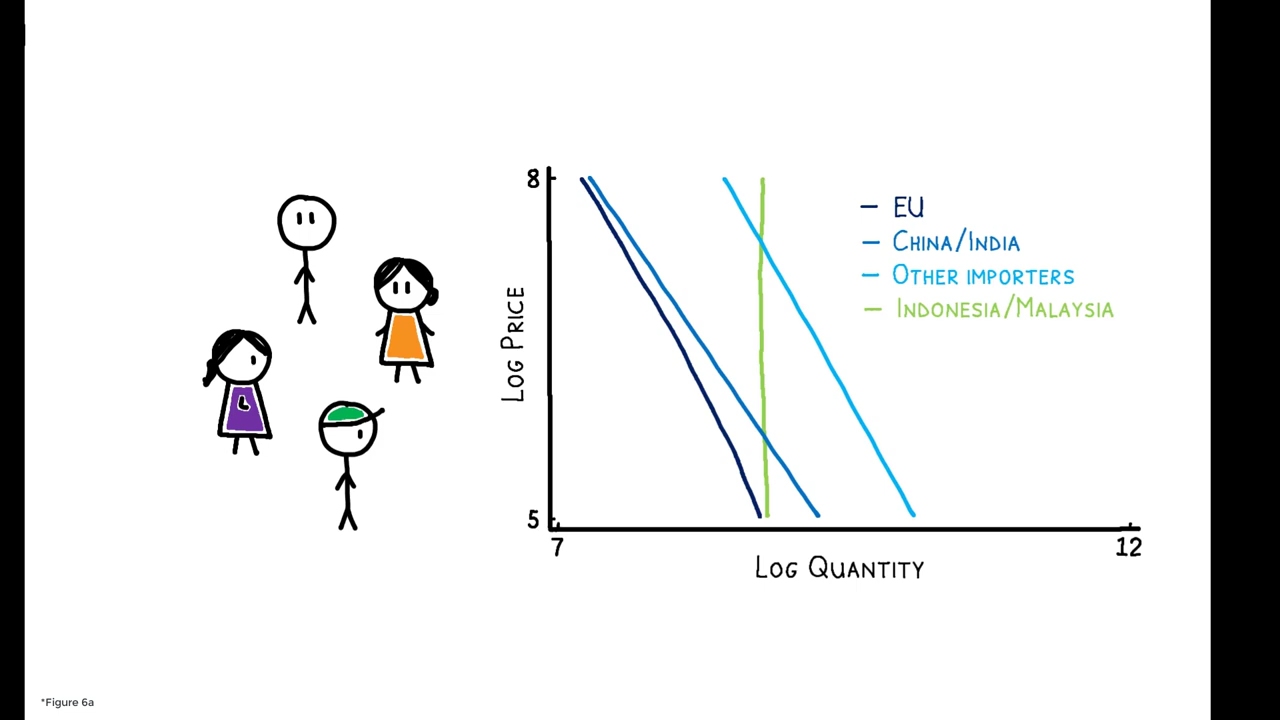 8
EU
China/India
Other importers
Indonesia/Malaysia
Log Price
L
5
7
12
Log Quantity
*Figure 6a